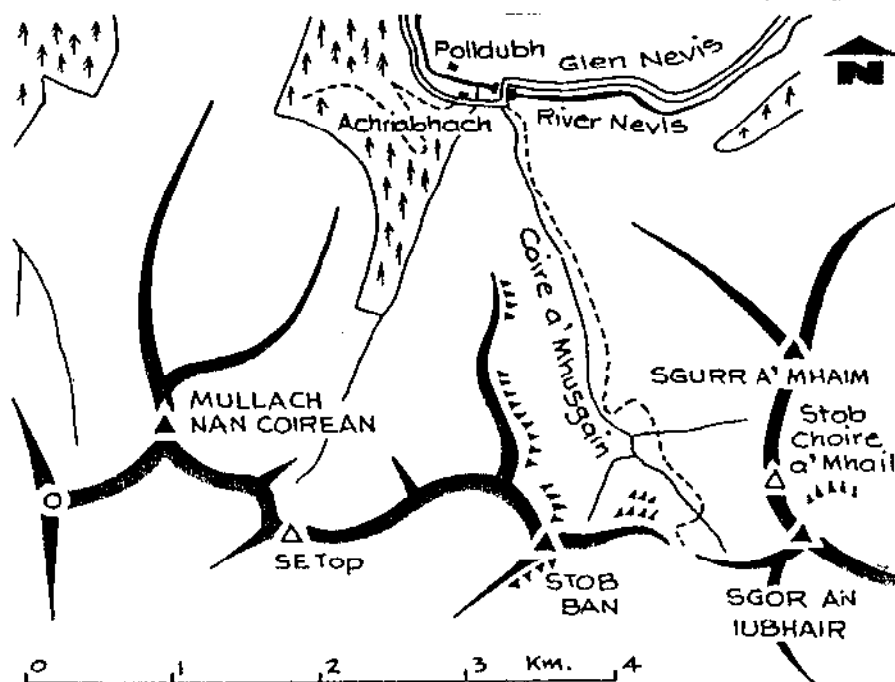 Polldubh
Glen Nevis
N
Achriabhach
River Nevis
Coire a' Mhusgain
SGURR A' MHAIM
MULLACH
NAN COIREAN
Stob
Choire
a' Mhail
SE Top
STOB
BAN
SGOR AN
IUBHAIR
0 1 2 3 Km. 4